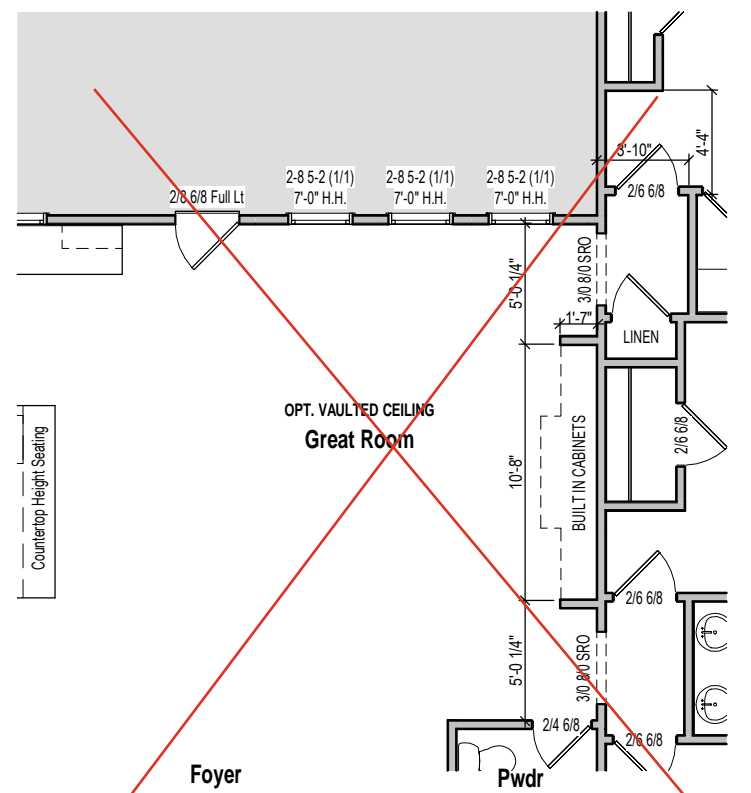 3'-10"
4'-4"
2-8 5-2 (1/1)
7'-0" H.H.
2-8 5-2 (1/1)
7'-0" H.H.
2-8 5-2 (1/1)
7'-0" H.H.
2/8 6/8 Full Lt
2/6 6/8
5'-0 1/4"
3/0 8/0 SRO
1'-7"
LINEN
OPT. VAULTED CEILING
Great Room
Countertop Height Seating
10'-8"
BUILT IN CABINETS
2/6 6/8
2/6 6/8
5'-0 1/4"
3/0 8/0 SRO
2/4 6/8
2/6 6/8
Foyer
Pwdr